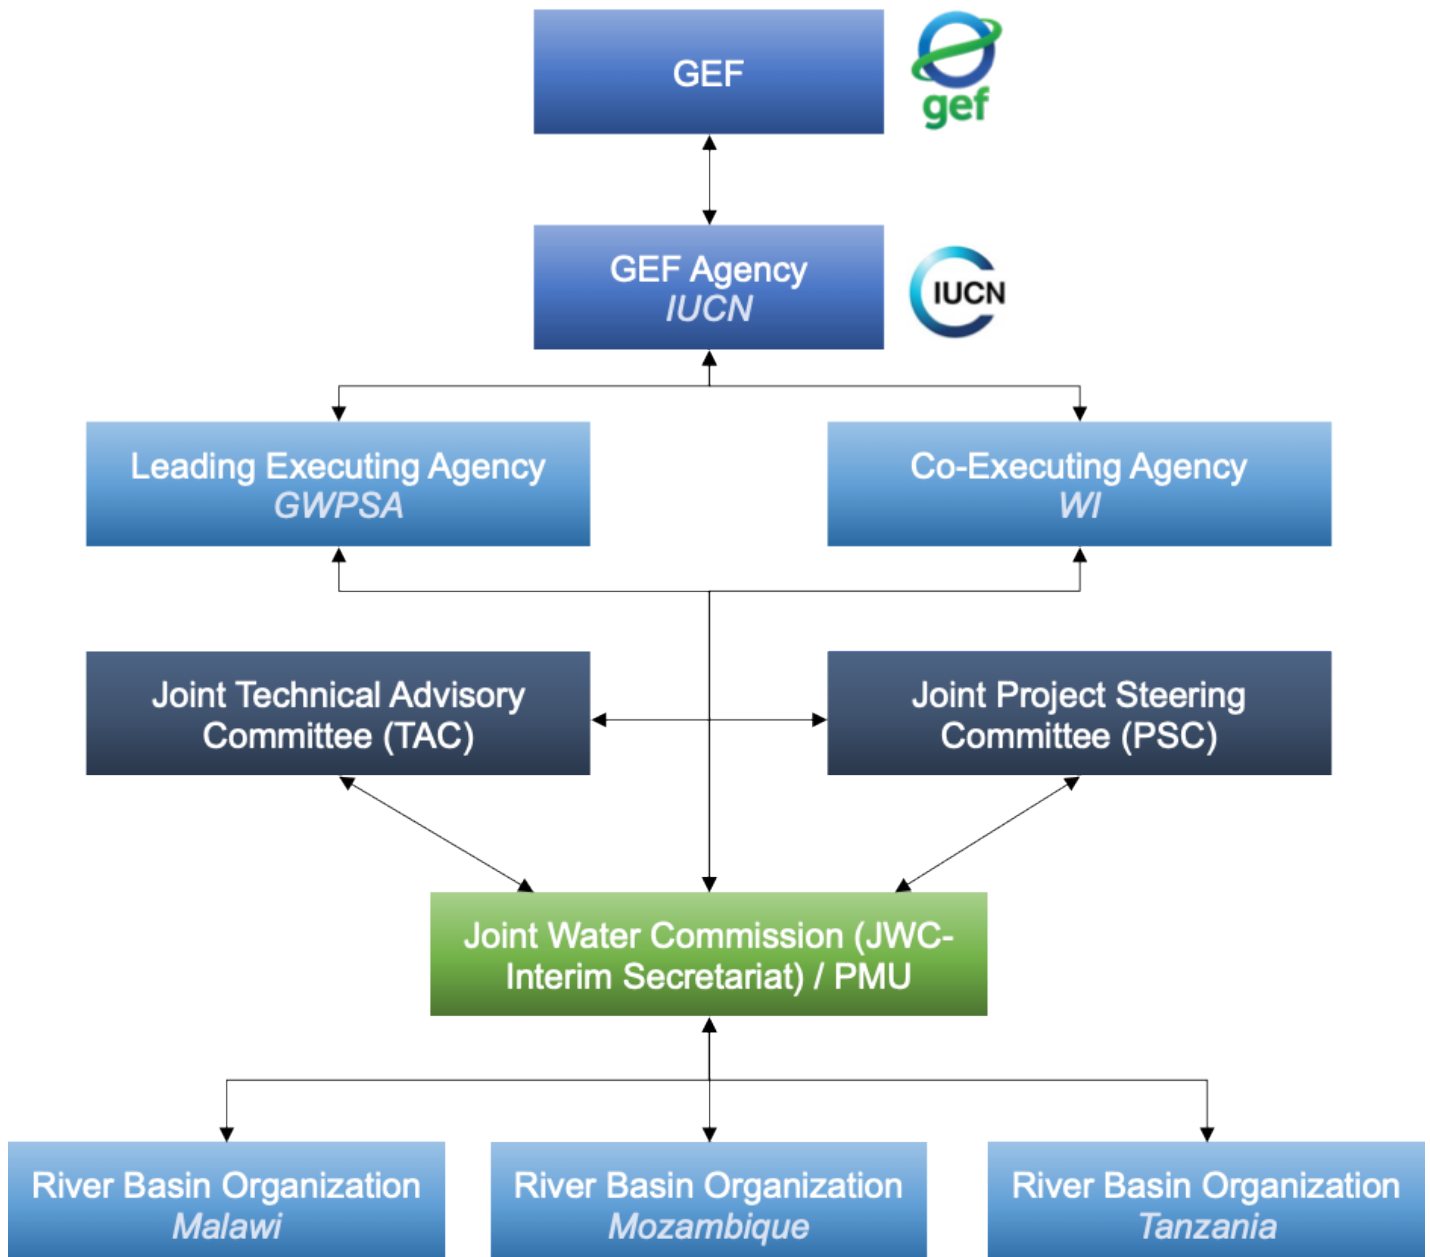 GEF
gef
GEF Agency
IUCN
IUCN
Leading Executing Agency
GWPSA
Co-Executing Agency
WI
Joint Technical Advisory
Committee (TAC)
Joint Project Steering
Committee (PSC)
Joint Water Commission (JWC-
Interim Secretariat) / PMU
River Basin Organization
Malawi
River Basin Organization
Mozambique
River Basin Organization
Tanzania